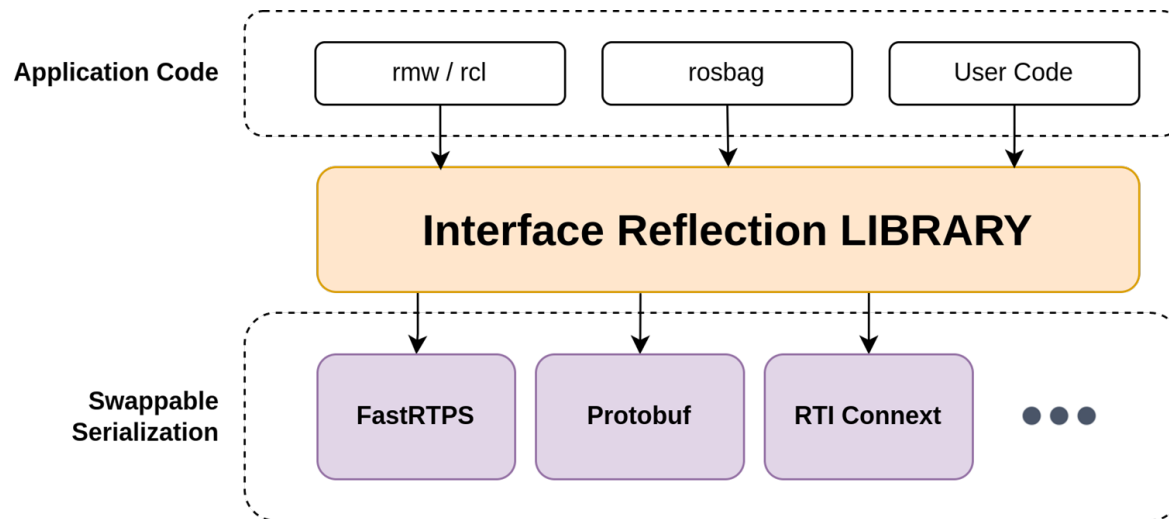 Application Code
rmw / rcl
rosbag
User Code
Interface Reflection LIBRARY
Swappable
Serialization
FastRTPS
Protobuf
RTI Connext